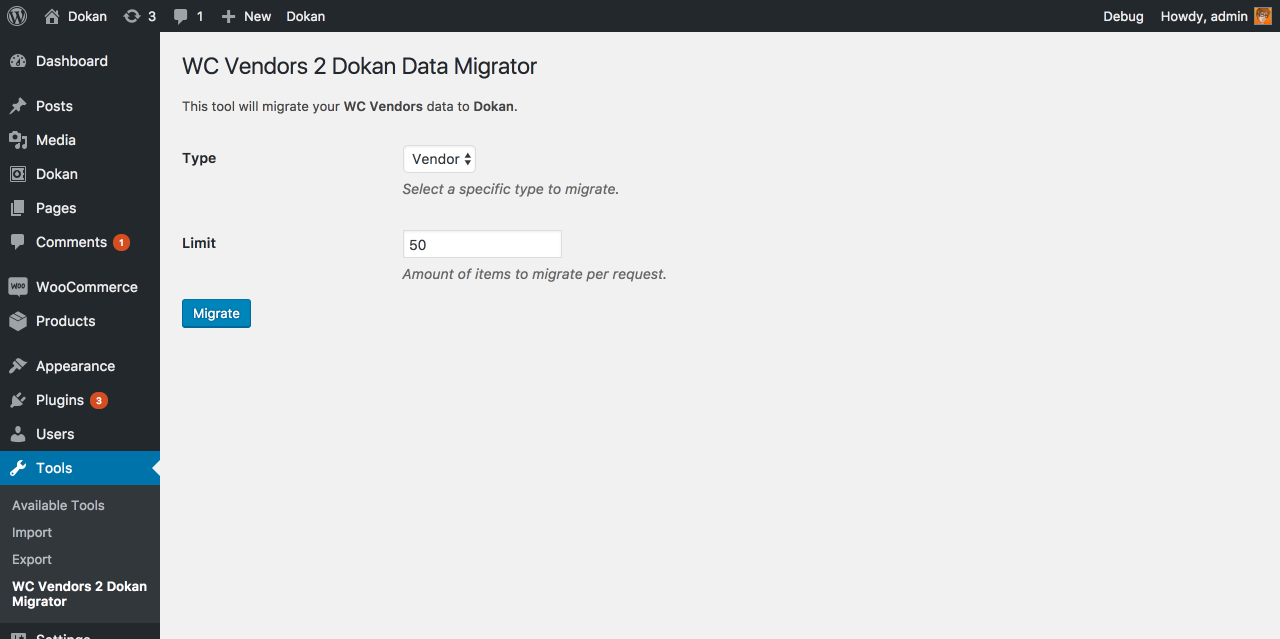 Dokan 3 1 New Dokan Debug Howdy, admin
Dashboard
Posts
Media
Dokan
Pages
Comments 1
WooCommerce
Products
Appearance
Plugins 3
Users
Tools
Available Tools
Import
Export
WC Vendors 2 Dokan
Migrator
Settings
WC Vendors 2 Dokan Data Migrator
This tool will migrate your WC Vendors data to Dokan.
Type
Vendor
Select a specific type to migrate.
Limit
50
Amount of items to migrate per request.
Migrate